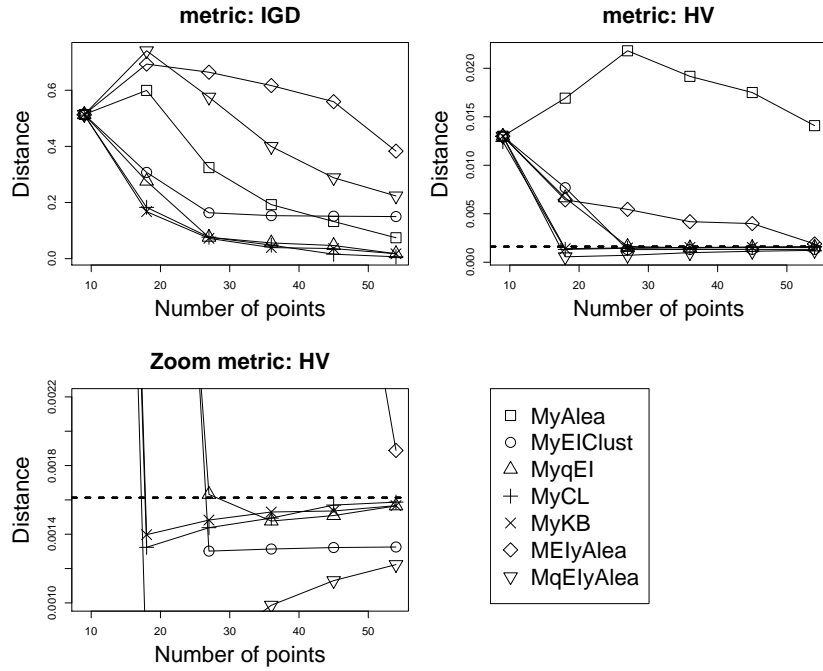 metric: IGD
Distance
0.0
0.2
0.4
0.6
10
20
30
40
50
Number of points
metric: HV
Distance
0.000
0.005
0.010
0.015
0.020
10
20
30
40
50
Number of points
Zoom metric: HV
Distance
0.0010
0.0014
0.0018
0.0022
10
20
30
40
50
Number of points
MyAlea
MyEIClust
MyqEI
MyCL
MyKB
MEIyAlea
MqEIyAlea